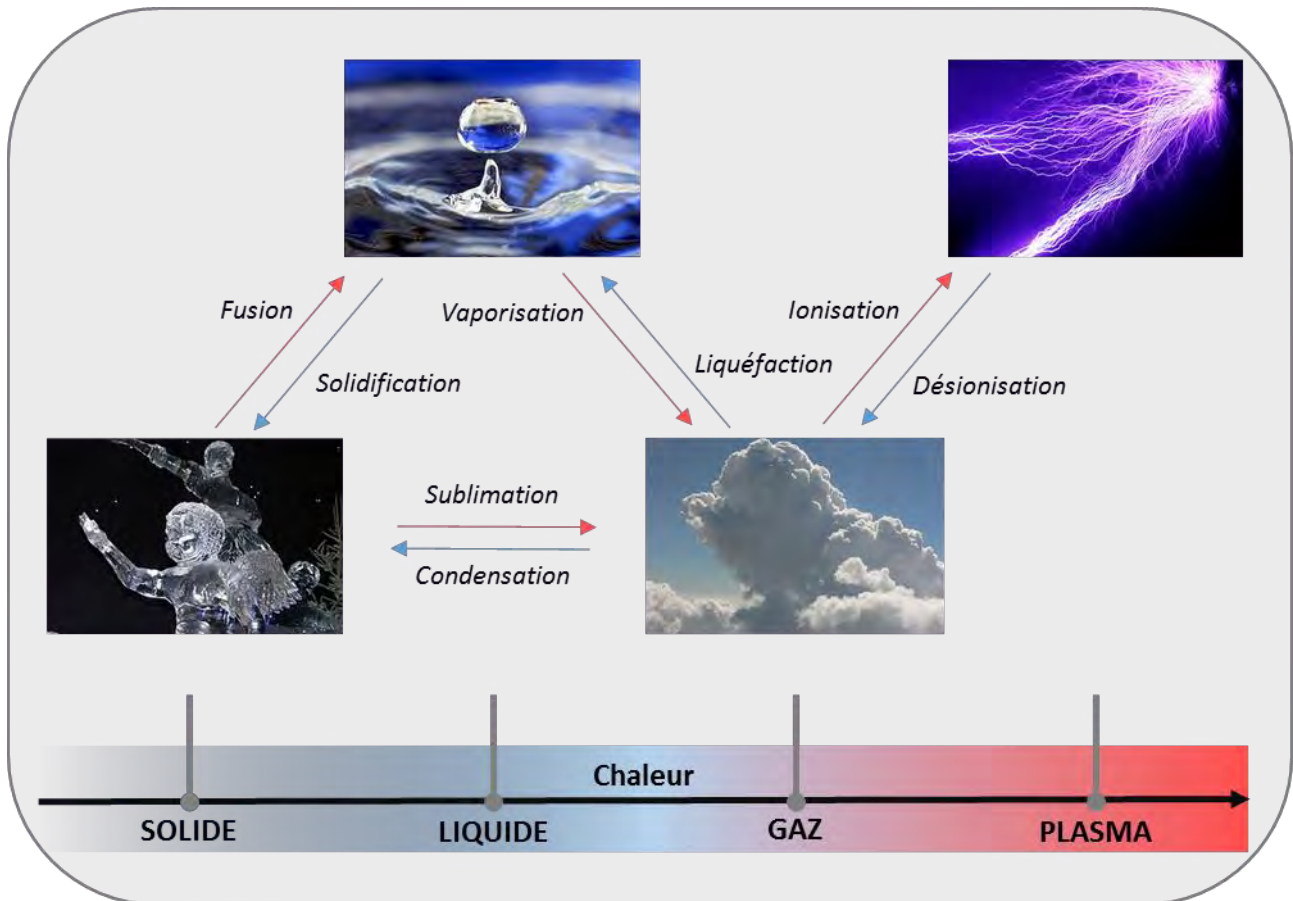 Fusion
Vaporisation
Ionisation
Solidification
Liquéfaction
Désionisation
Sublimation
Condensation
Chaleur
SOLIDE
LIQUIDE
GAZ
PLASMA